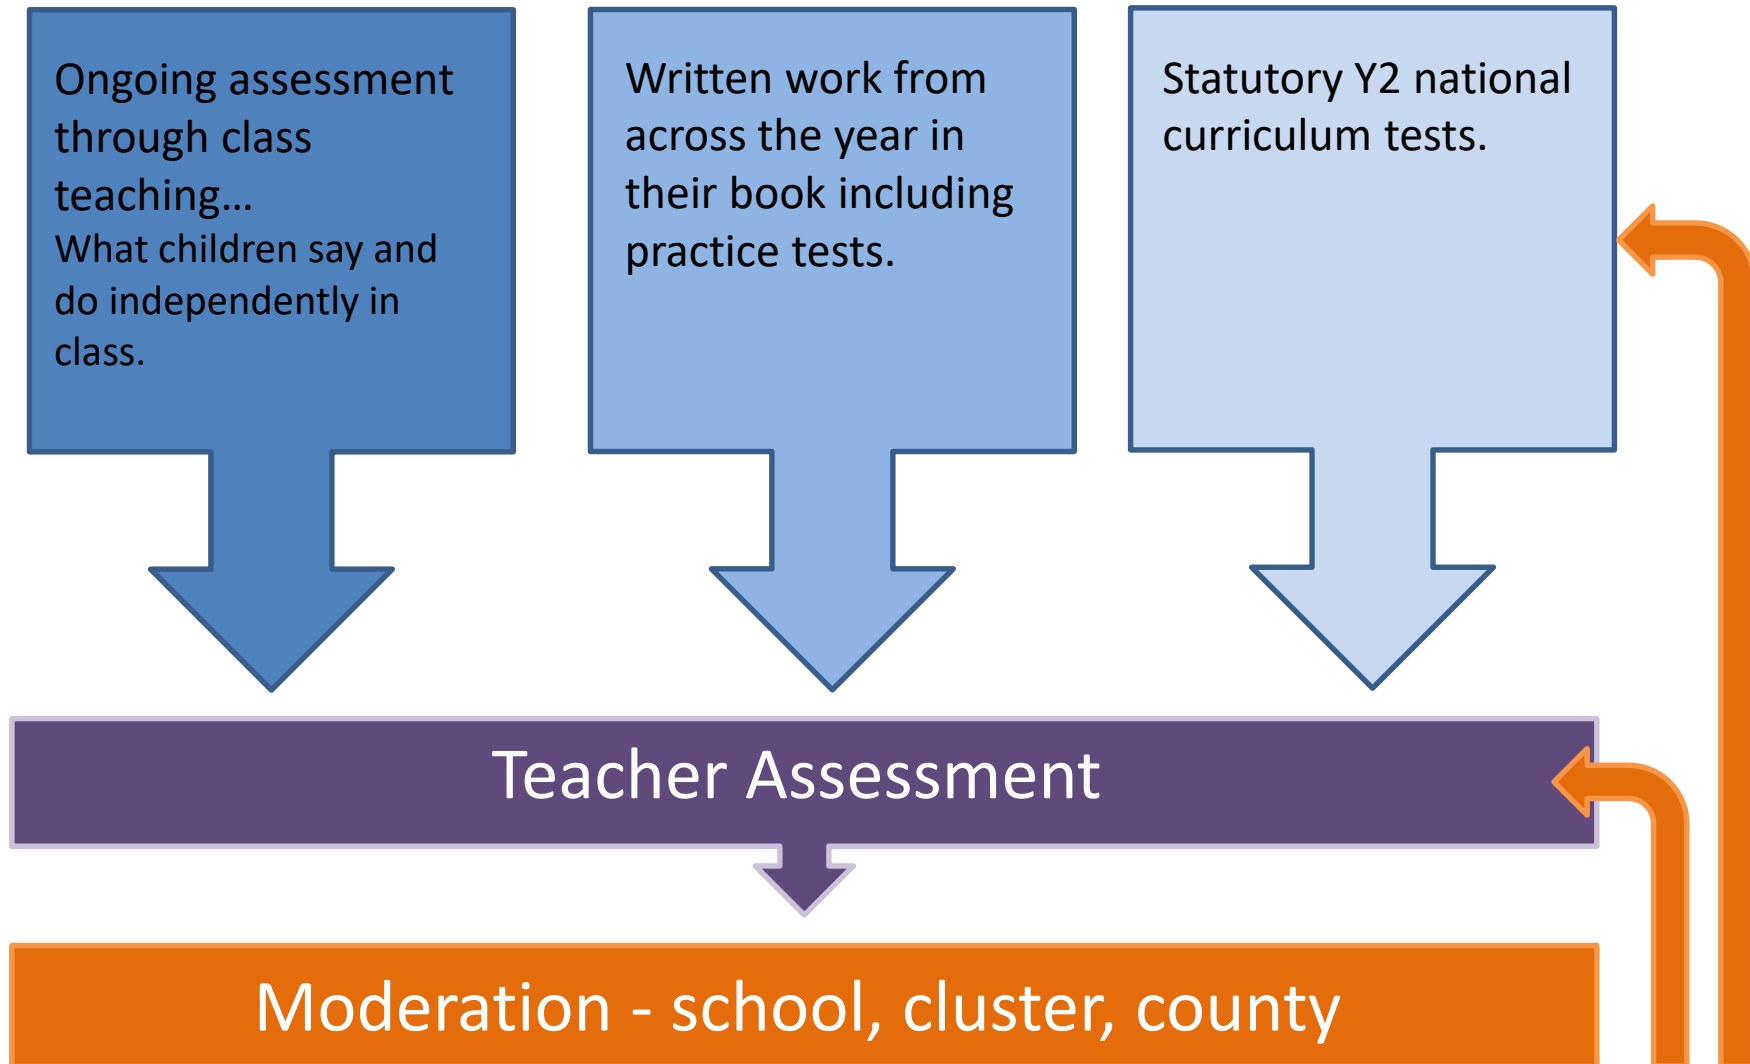 Ongoing assessment
through class
teaching...
What children say and
do independently in
class.
Written work from
across the year in
their book including
practice tests.
Statutory Y2 national
curriculum tests.
Teacher Assessment
Moderation - school, cluster, county